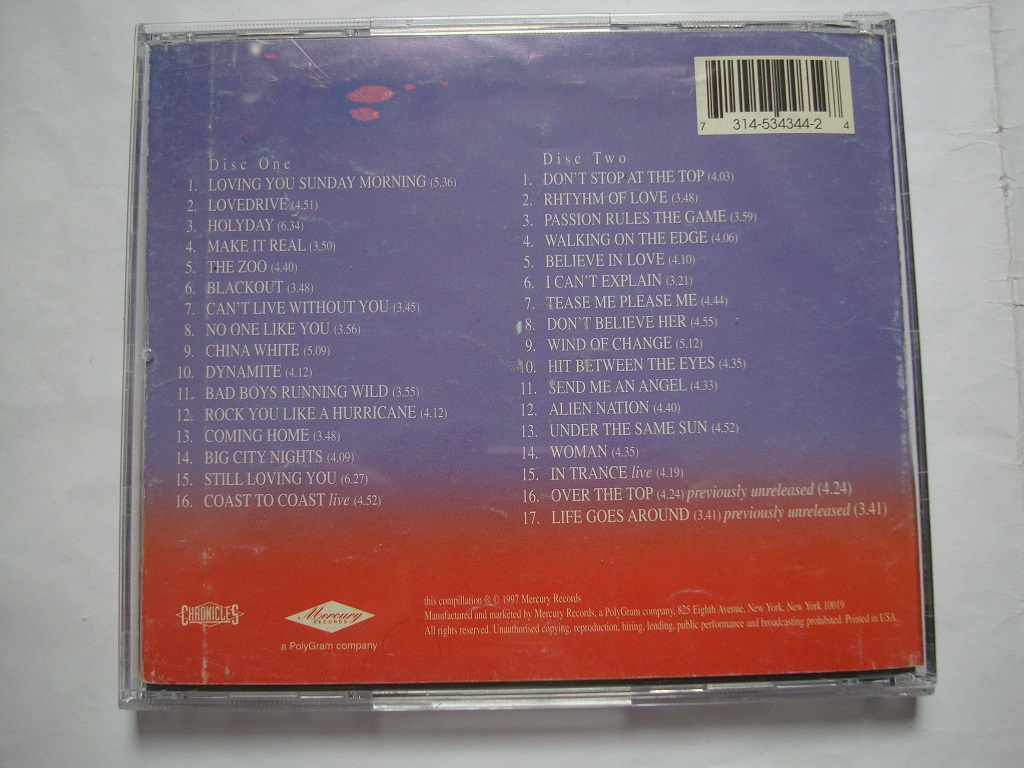 7 314-534344-2 4
Disc One
1. LOVING YOU SUNDAY MORNING (5.36)
2. LOVEDRIVE (4.51)
3. HOLYDAY (6.34)
4. MAKE IT REAL (3.50)
5. THE ZOO (4.40)
6. BLACKOUT (3.48)
7. CAN'T LIVE WITHOUT YOU (3.45)
8. NO ONE LIKE YOU (3.56)
9. CHINA WHITE (5.09)
10. DYNAMITE (4.12)
11. BAD BOYS RUNNING WILD (3.55)
12. ROCK YOU LIKE A HURRICANE (4.12)
13. COMING HOME (3.48)
14. BIG CITY NIGHTS (4.09)
15. STILL LOVING YOU (6.27)
16. COAST TO COAST live (4.52)
Disc Two
1. DON'T STOP AT THE TOP (4.03)
2. RHTYHM OF LOVE (3.48)
3. PASSION RULES THE GAME (3.59)
4. WALKING ON THE EDGE (4.06)
5. BELIEVE IN LOVE (4.10)
6. I CAN'T EXPLAIN (3.21)
7. TEASE ME PLEASE ME (4.44)
8. DON'T BELIEVE HER (4.55)
9. WIND OF CHANGE (5.12)
10. HIT BETWEEN THE EYES (4.35)
11. SEND ME AN ANGEL (4.33)
12. ALIEN NATION (4.40)
13. UNDER THE SAME SUN (4.52)
14. WOMAN (4.35)
15. IN TRANCE live (4.19)
16. OVER THE TOP (4.24) previously unreleased (4.24)
17. LIFE GOES AROUND (3.41) previously unreleased (3.41)
CHRONICLES
Mercury
RECORDS
a PolyGram company
this compillation ℗ © 1997 Mercury Records
Manufactured and marketed by Mercury Records, a PolyGram company, 825 Eighth Avenue, New York, New York 10019
All rights reserved. Unauthorised copying, reproduction, hiring, lending, public performance and broadcasting prohibited. Printed in USA